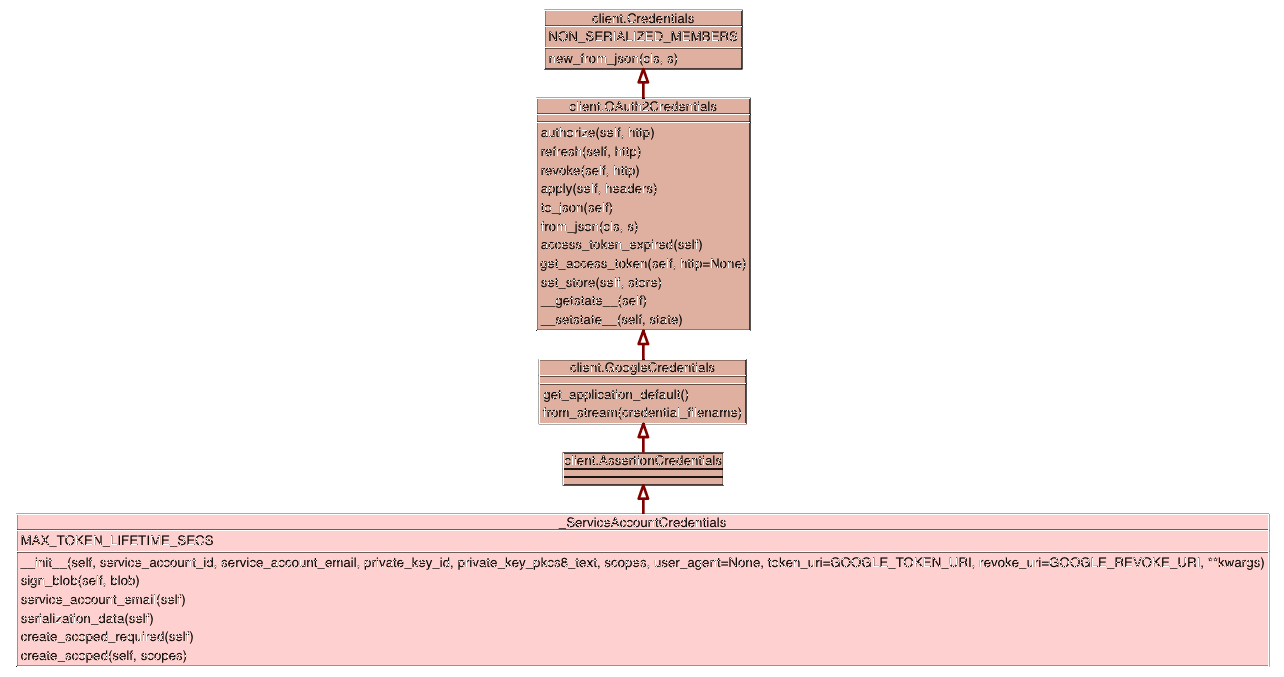 client.Credentials
NON_SERIALIZED_MEMBERS
new_from_json(cls, s)
client.OAuth2Credentials
authorize(self, http)
refresh(self, http)
revoke(self, http)
apply(self, headers)
to_json(self)
from_json(cls, s)
access_token_expired(self)
get_access_token(self, http=None)
set_store(self, store)
__getstate__(self)
__setstate__(self, state)
client.GoogleCredentials
get_application_default()
from_stream(credential_filename)
client.AssertionCredentials
_ServiceAccountCredentials
MAX_TOKEN_LIFETIVE_SECS
__init__(self, service_account_id, service_account_email, private_key_id, private_key_pkcs8_text, scopes, user_agent=None, token_uri=GOOGLE_TOKEN_URI, revoke_uri=GOOGLE_REVOKE_URI, **kwargs)
sign_blob(self, blob)
service_account_email(self)
serialization_data(self)
create_scoped_required(self)
create_scoped(self, scopes)